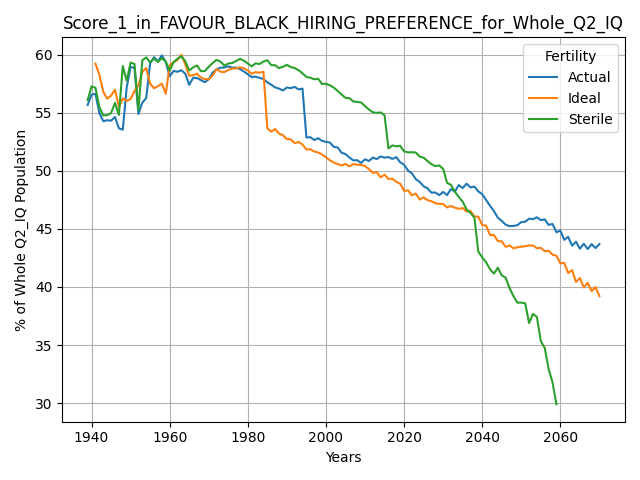 Score_1_in_FAVOUR_BLACK_HIRING_PREFERENCE_for_Whole_Q2_IQ
% of Whole Q2_IQ Population
60
55
50
45
40
35
30
Fertility
Actual
Ideal
Sterile
1940 1960 1980 2000 2020 2040 2060
Years